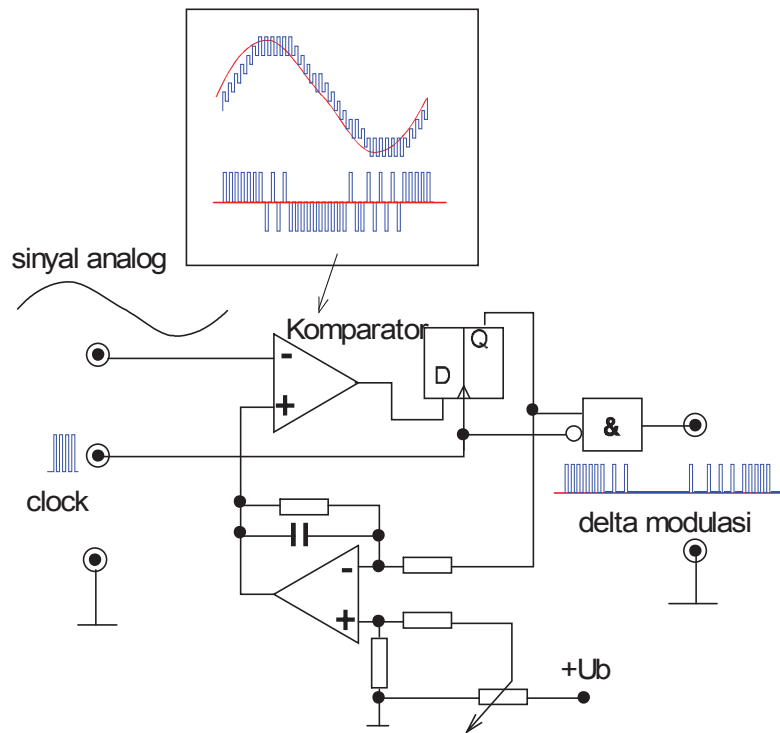 sinyal analog
Komparator
-
+
D
Q
&
clock
delta modulasi
-
+
+Ub